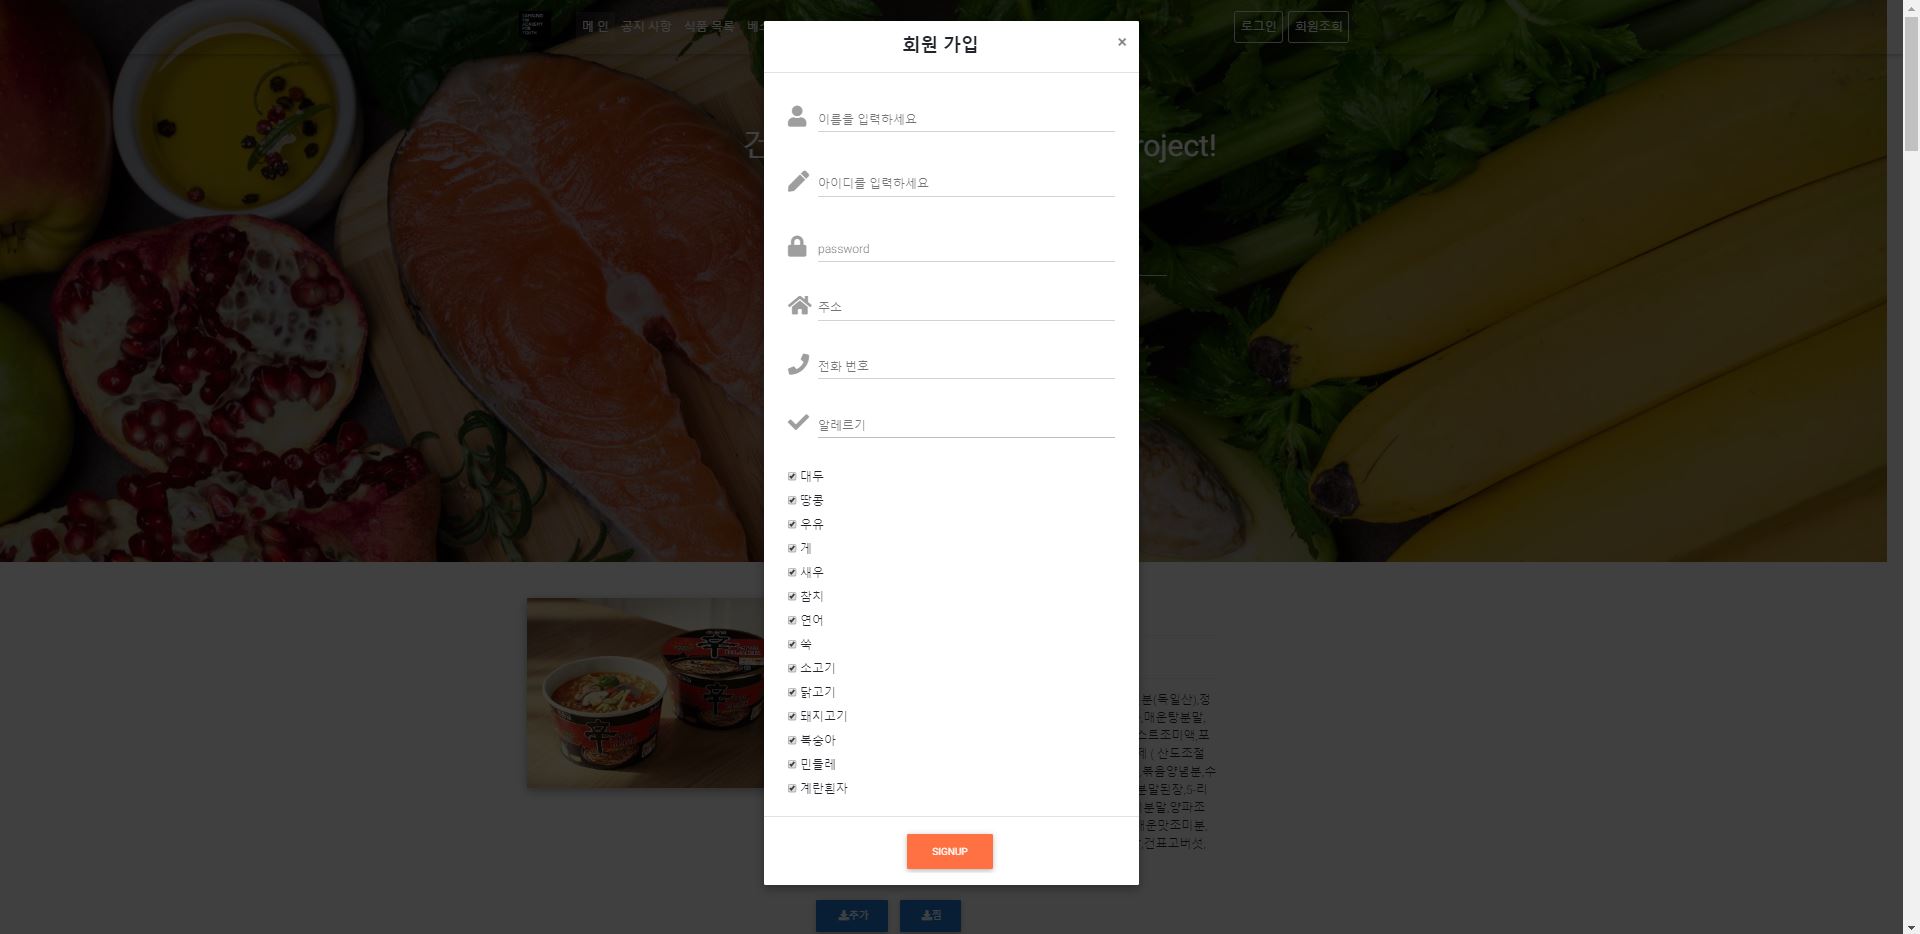 메 인 공지 사항 식품 목록
로그인 회원조회
회원 가입
×
이름을 입력하세요
roject!
아이디를 입력하세요
password
주소
전화 번호
알레르기
대두
땅콩
우유
게
새우
참치
연어
쑥
소고기
닭고기
돼지고기
복숭아
민들레
계란흰자
분(독일산),정
,매운탕분말,
스트조미액,포
제 ( 산도조절
,볶음양념분,수
분말된장,5-리
분말,양파조
매운맛조미분,
,건표고버섯,
SIGNUP
추가 찜